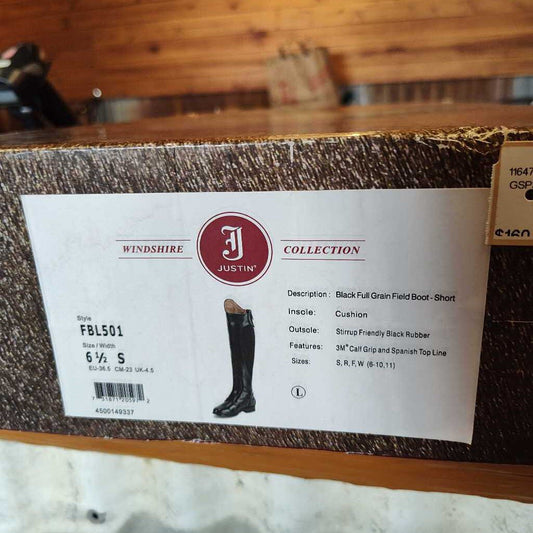 11647
GSP
$160
WINDSHIRE
J
JUSTIN
COLLECTION
Style
FBL501
Size / Width
6 ½ S
EU-36.5 CM-23 UK-4.5
4500149337
Description : Black Full Grain Field Boot - Short
Insole: Cushion
Outsole: Stirrup Friendly Black Rubber
Features: 3M® Calf Grip and Spanish Top Line
Sizes: S, R, F, W (6-10,11)
L